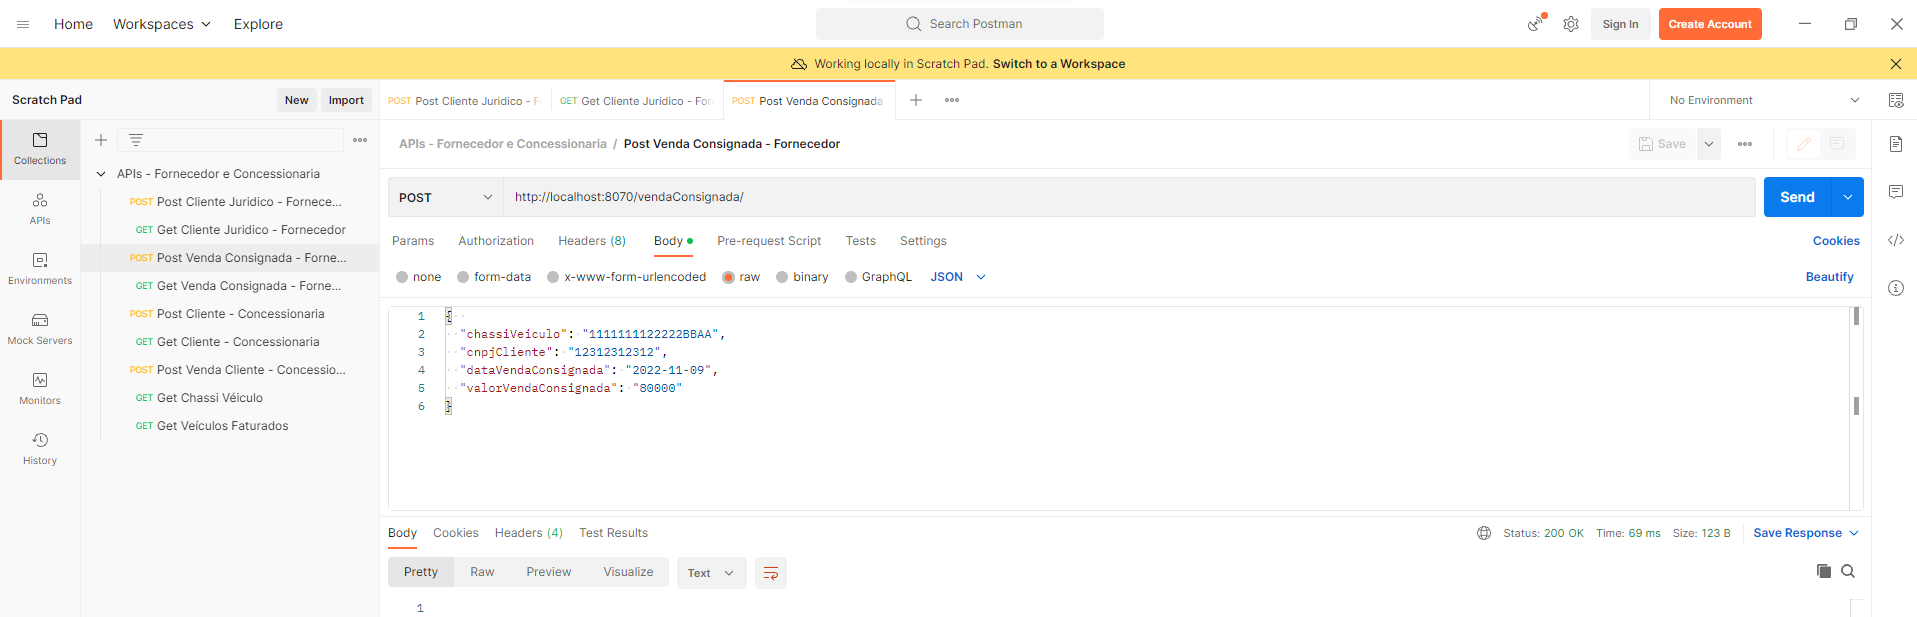 Home Workspaces Explore Search Postman Sign In Create Account
Working locally in Scratch Pad. Switch to a Workspace
Scratch Pad New Import
POST Post Cliente Juridico - F GET Get Cliente Juridico - For POST Post Venda Consignada No Environment
Collections
APIs
Environments
Mock Servers
Monitors
History
APIs - Fornecedor e Concessionaria
POST Post Cliente Juridico - Fornece...
GET Get Cliente Juridico - Fornecedor
POST Post Venda Consignada - Forne...
GET Get Venda Consignada - Forne...
POST Post Cliente - Concessionaria
GET Get Cliente - Concessionaria
POST Post Venda Cliente - Concessio...
GET Get Chassi Véiculo
GET Get Veículos Faturados
APIs - Fornecedor e Concessionaria / Post Venda Consignada - Fornecedor Save
POST http://localhost:8070/vendaConsignada/ Send
Params Authorization Headers (8) Body Pre-request Script Tests Settings Cookies
none form-data x-www-form-urlencoded raw binary GraphQL JSON Beautify
1 {
2 "chassiVeiculo": "1111111122222BBAA",
3 "cnpjCliente": "12312312312",
4 "dataVendaConsignada": "2022-11-09",
5 "valorVendaConsignada": "80000"
6 }
Body Cookies Headers (4) Test Results Status: 200 OK Time: 69 ms Size: 123 B Save Response
Pretty Raw Preview Visualize Text
1